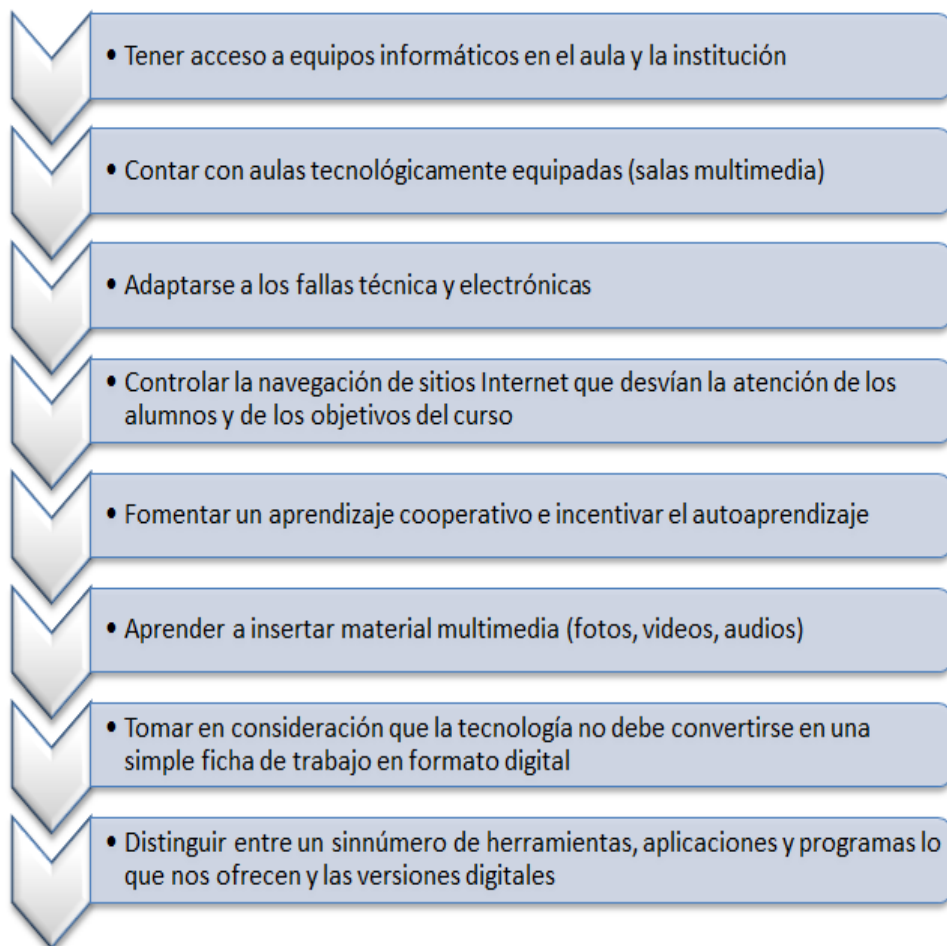 • Tener acceso a equipos informáticos en el aula y la institución
• Contar con aulas tecnológicamente equipadas (salas multimedia)
• Adaptarse a los fallas técnica y electrónicas
• Controlar la navegación de sitios Internet que desvían la atención de los
alumnos y de los objetivos del curso
• Fomentar un aprendizaje cooperativo e incentivar el autoaprendizaje
• Aprender a insertar material multimedia (fotos, videos, audios)
• Tomar en consideración que la tecnología no debe convertirse en una
simple ficha de trabajo en formato digital
• Distinguir entre un sinnúmero de herramientas, aplicaciones y programas lo
que nos ofrecen y las versiones digitales